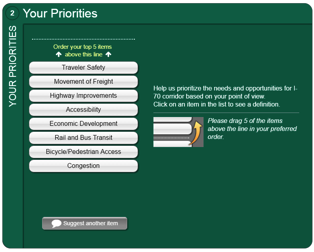 2 Your Priorities
YOUR PRIORITIES
Order your top 5 items
above this line
Traveler Safety
Movement of Freight
Highway Improvements
Accessibility
Economic Development
Rail and Bus Transit
Bicycle/Pedestrian Access
Congestion
Suggest another item
Help us prioritize the needs and opportunities for I-
70 corridor based on your point of view.
Click on an item in the list to see a definition.
Please drag 5 of the items
above the line in your preferred
order.